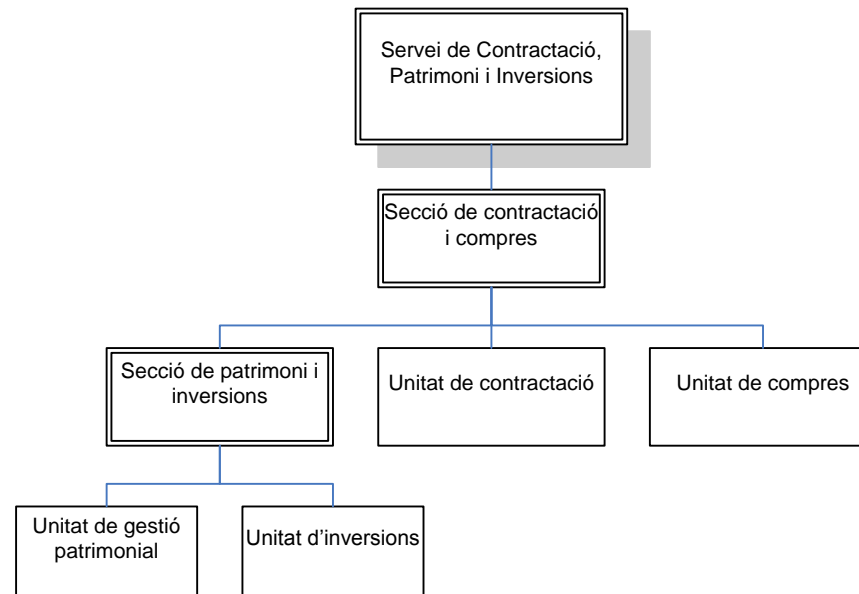 Servei de Contractació,
Patrimoni i Inversions
Secció de contractació
i compres
Secció de patrimoni i
inversions
Unitat de contractació
Unitat de compres
Unitat de gestió
patrimonial
Unitat d’inversions